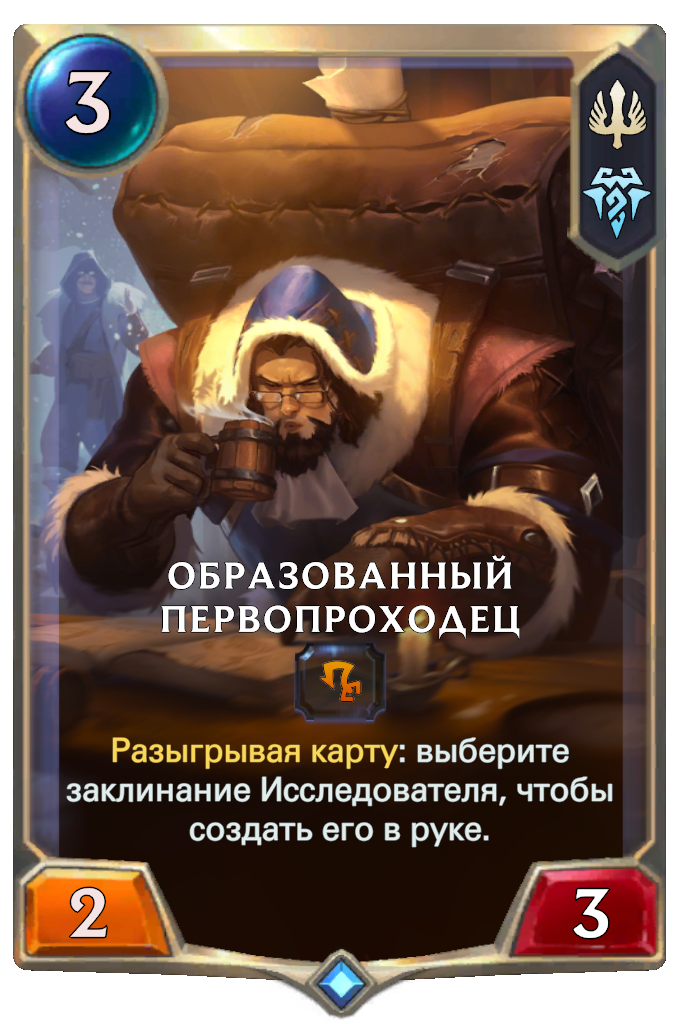 3
ОБРАЗОВАННЫЙ
ПЕРВОПРОХОДЕЦ
Разыгрывая карту: выберите
заклинание Исследователя, чтобы
создать его в руке.
2
3